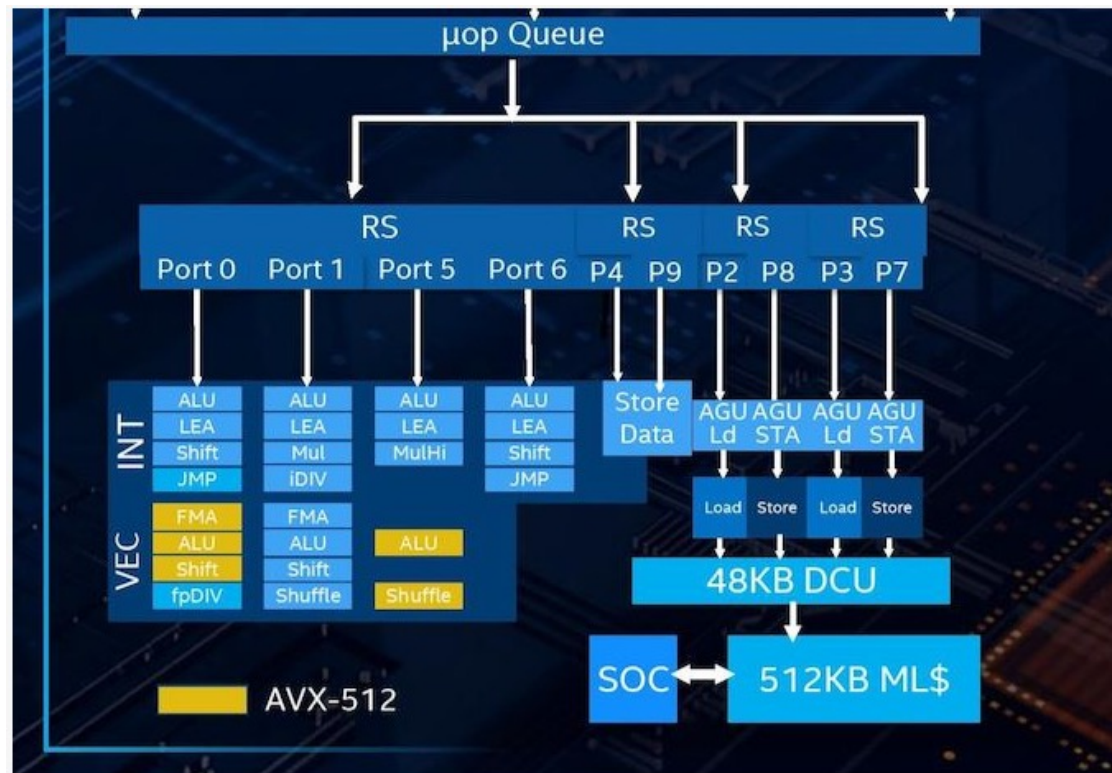 μop Queue
RS RS RS RS
Port 0 Port 1 Port 5 Port 6 P4 P9 P2 P8 P3 P7
INT
ALU ALU ALU ALU
LEA LEA LEA LEA
Shift Mul MulHi Shift
JMP iDIV JMP
Store
Data
AGU AGU AGU AGU
Ld STA Ld STA
Load Store Load Store
VEC
FMA FMA
ALU ALU ALU
Shift Shift
fpDIV Shuffle Shuffle
48KB DCU
SOC 512KB ML$
AVX-512